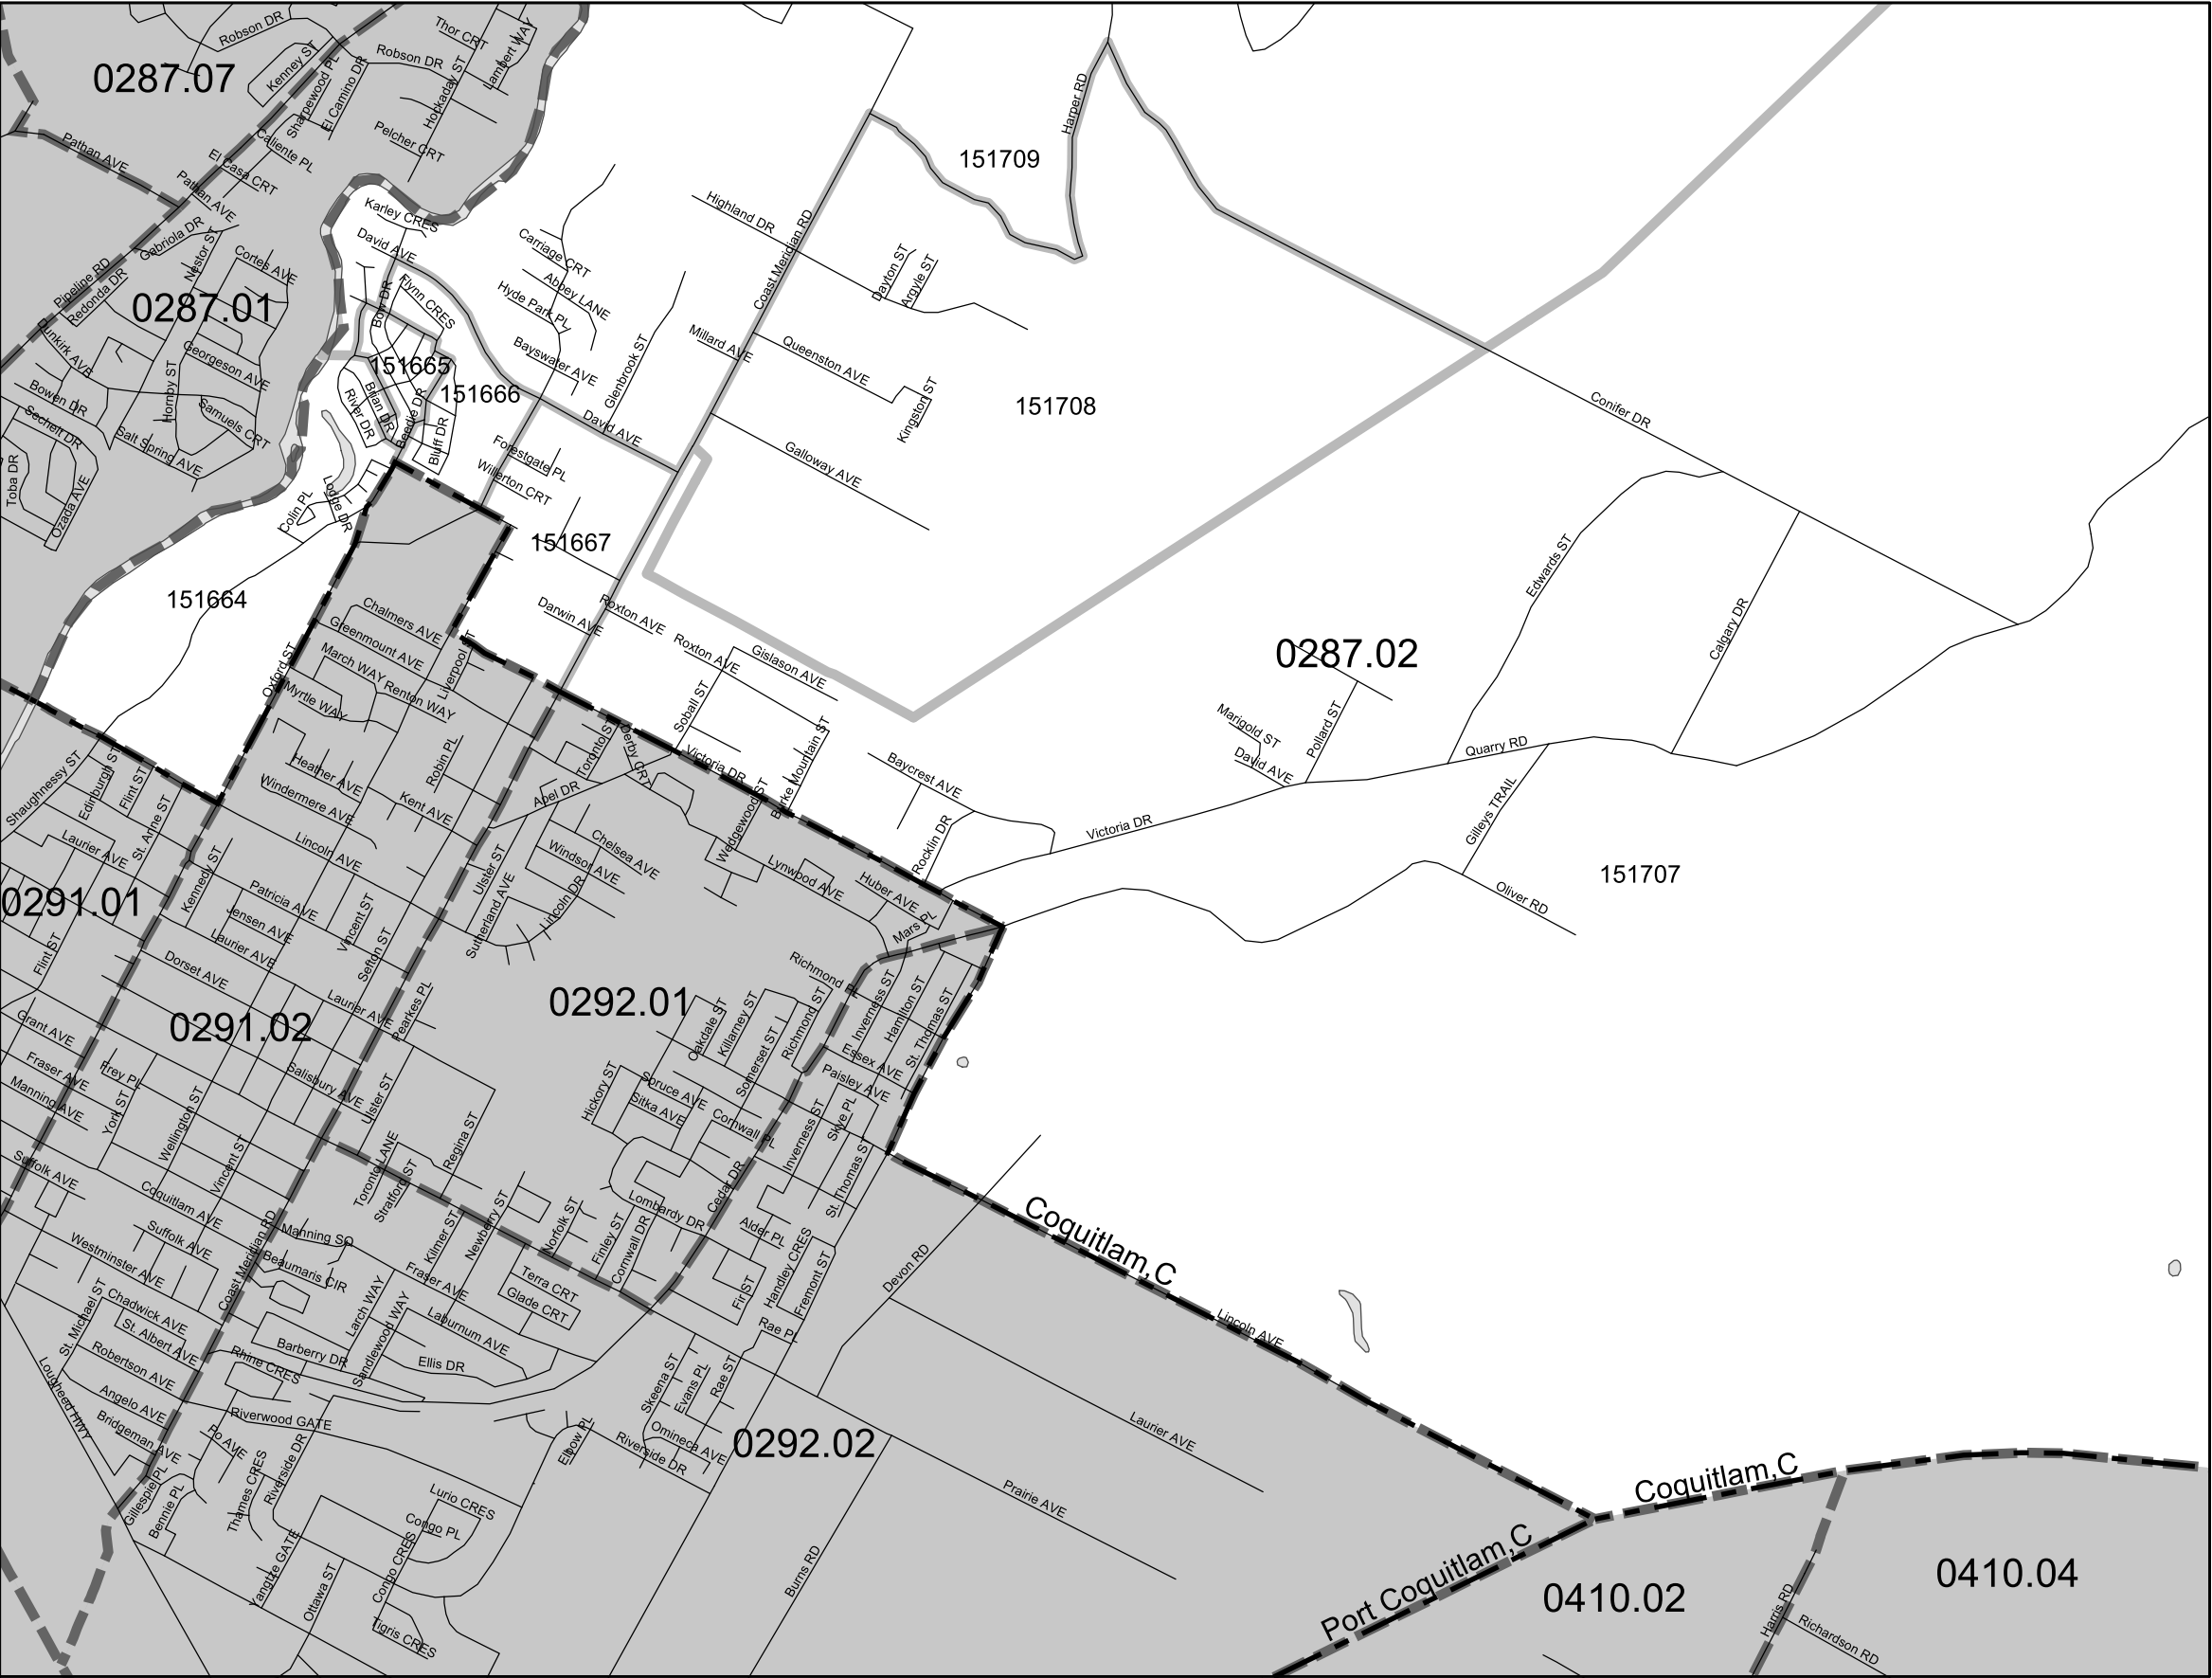 Robson DR
Thor CRT
Lambert WAY
Kenney ST
Robson DR
0287.07
Sharpewood PL
El Camino DR
Hockaday ST
Harper RD
Pathan AVE
Caliente PL
Pelcher CRT
151709
El Casa CRT
Pathan AVE
Karley CRES
Highland DR
Gabriola DR
Nestor ST
David AVE
Carriage CRT
Coast Meridian RD
Dayton ST
Argyle ST
Cortes AVE
Pipeline RD
Redonda DR
0287.01
Bow DR
Flynn CRES
Abbey LANE
Hyde Park PL
Dunkirk AVE
Georgeson AVE
Bayswater AVE
Glenbrook ST
Millard AVE
Queenston AVE
151665
151666
151708
Kingston ST
Conifer DR
Bowen DR
Hornby ST
Samuels CRT
River DR
Brian DR
Beedie DR
Bluff DR
David AVE
Sechelt DR
Salt Spring AVE
Forestgate PL
Galloway AVE
Toba DR
Ozada AVE
Colin PL
Lodge DR
Willerton CRT
151667
Edwards ST
151664
Chalmers AVE
Darwin AVE
Roxton AVE
Calgary DR
Greenmount AVE
Liverpool ST
Roxton AVE
Gislason AVE
0287.02
Oxford ST
March WAY
Renton WAY
Myrtle WAY
Soball ST
Marigold ST
Pollard ST
Toronto ST
Derby CRT
Victoria DR
Burke Mountain ST
Quarry RD
David AVE
Shaughnessy ST
Edinburgh ST
Flint ST
Heather AVE
Robin PL
Baycrest AVE
Windermere AVE
Kent AVE
Apel DR
Wedgewood ST
Gilleys TRAIL
Laurier AVE
St. Anne ST
Lincoln AVE
Chelsea AVE
Rocklin DR
Victoria DR
Kennedy ST
Ulster ST
Windsor AVE
Lynwood AVE
151707
0291.01
Patricia AVE
Vincent ST
Sutherland AVE
Lincoln DR
Huber AVE
Oliver RD
Jensen AVE
Mars PL
Flint ST
Laurier AVE
Sefton ST
Dorset AVE
Richmond PL
Inverness ST
Hamilton ST
St. Thomas ST
0291.02
Laurier AVE
Pearkes PL
0292.01
Oakdale ST
Killarney ST
Richmond ST
Grant AVE
Somerset ST
Essex AVE
Fraser AVE
Frey PL
Salisbury AVE
Spruce AVE
Paisley AVE
Manning AVE
York ST
Ulster ST
Hickory ST
Sitka AVE
Cornwall PL
Skye PL
Wellington ST
Vincent ST
Regina ST
Inverness ST
Suffolk AVE
Toronto LANE
Stratford ST
Cedar DR
St. Thomas ST
Coquitlam AVE
Newberry ST
Norfolk ST
Lombardy DR
Coquitlam,C
Suffolk AVE
Manning SQ
Kilmer ST
Finley ST
Cornwall DR
Alder PL
Westminster AVE
Coast Meridian RD
Beaumaris CIR
Fraser AVE
Terra CRT
Handley CRES
Devon RD
Chadwick AVE
Larch WAY
Glade CRT
Fir ST
Fremont ST
Lincoln AVE
St. Michael ST
St. Albert AVE
Sandlewood WAY
Laburnum AVE
Rae PL
Robertson AVE
Rhine CRES
Barberry DR
Ellis DR
Lougheed HWY
Angelo AVE
Skeena ST
Evans PL
Rae ST
Laurier AVE
Bridgeman AVE
Riverwood GATE
Po AVE
Elbow PL
Riverside DR
Omineca AVE
0292.02
Gillespie PL
Bennie PL
Thames CRES
Riverside DR
Lurio CRES
Congo PL
Prairie AVE
Coquitlam,C
Yangtze GATE
Ottawa ST
Congo CRES
Burns RD
Port Coquitlam,C
0410.02
0410.04
Tigris CRES
Harris RD
Richardson RD